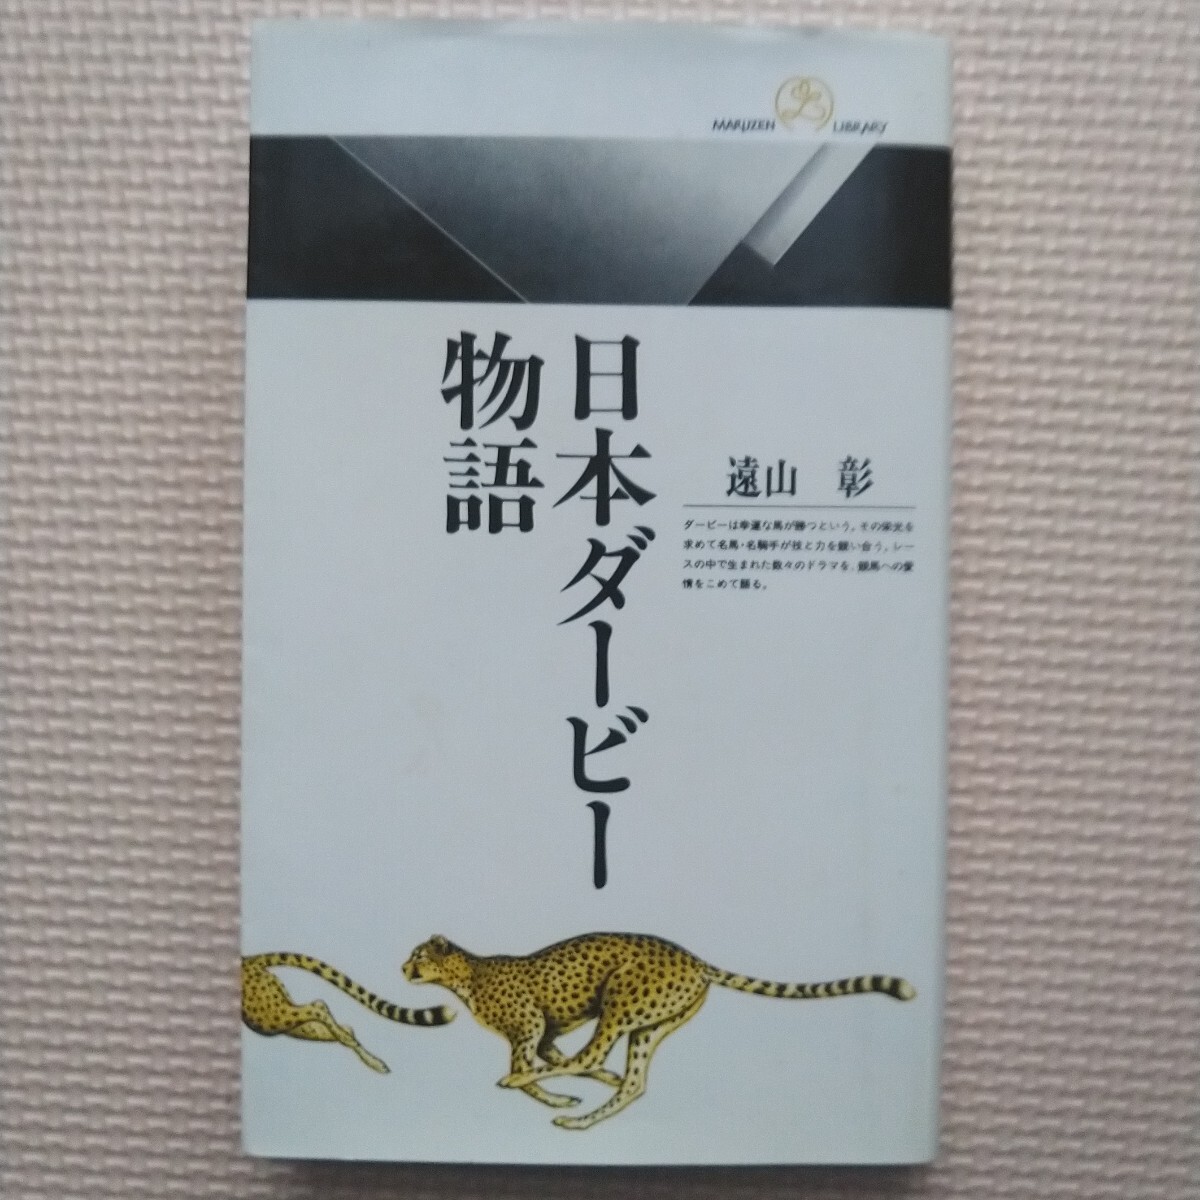 MARUZEN LIBRARY
日本ダービー
物語
遠山 彰
ダービーは幸運な馬が勝つという。その栄光を
求めて名馬・名騎手が技と力を競い合う。レー
スの中で生まれた数々のドラマを、競馬への愛
情をこめて語る。